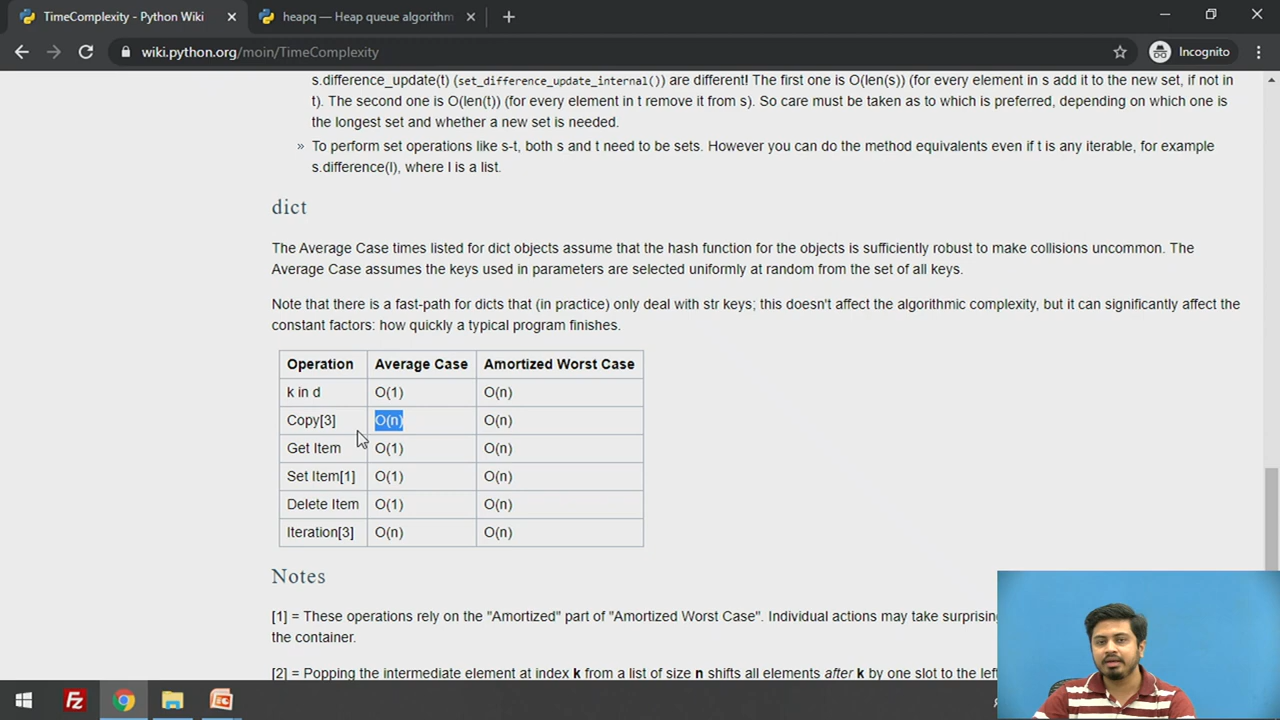 TimeComplexity - Python Wiki
heapq — Heap queue algorithm
wiki.python.org/moin/TimeComplexity
Incognito
s.difference_update(t) (set_difference_update_internal()) are different! The first one is O(len(s)) (for every element in s add it to the new set, if not in
t). The second one is O(len(t)) (for every element in t remove it from s). So care must be taken as to which is preferred, depending on which one is
the longest set and whether a new set is needed.
» To perform set operations like s-t, both s and t need to be sets. However you can do the method equivalents even if t is any iterable, for example
s.difference(l), where l is a list.
dict
The Average Case times listed for dict objects assume that the hash function for the objects is sufficiently robust to make collisions uncommon. The
Average Case assumes the keys used in parameters are selected uniformly at random from the set of all keys.
Note that there is a fast-path for dicts that (in practice) only deal with str keys; this doesn't affect the algorithmic complexity, but it can significantly affect the
constant factors: how quickly a typical program finishes.
Operation Average Case Amortized Worst Case
k in d O(1) O(n)
Copy[3] O(n) O(n)
Get Item O(1) O(n)
Set Item[1] O(1) O(n)
Delete Item O(1) O(n)
Iteration[3] O(n) O(n)
Notes
[1] = These operations rely on the "Amortized" part of "Amortized Worst Case". Individual actions may take surprising
the container.
[2] = Popping the intermediate element at index k from a list of size n shifts all elements after k by one slot to the left
Fz